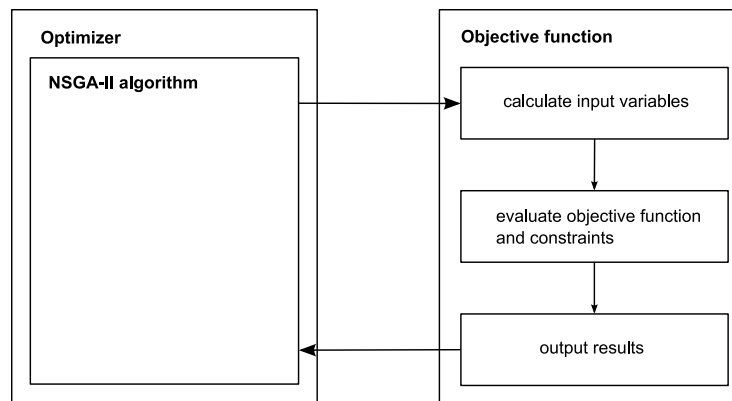 Optimizer
NSGA-II algorithm
Objective function
calculate input variables
evaluate objective function
and constraints
output results